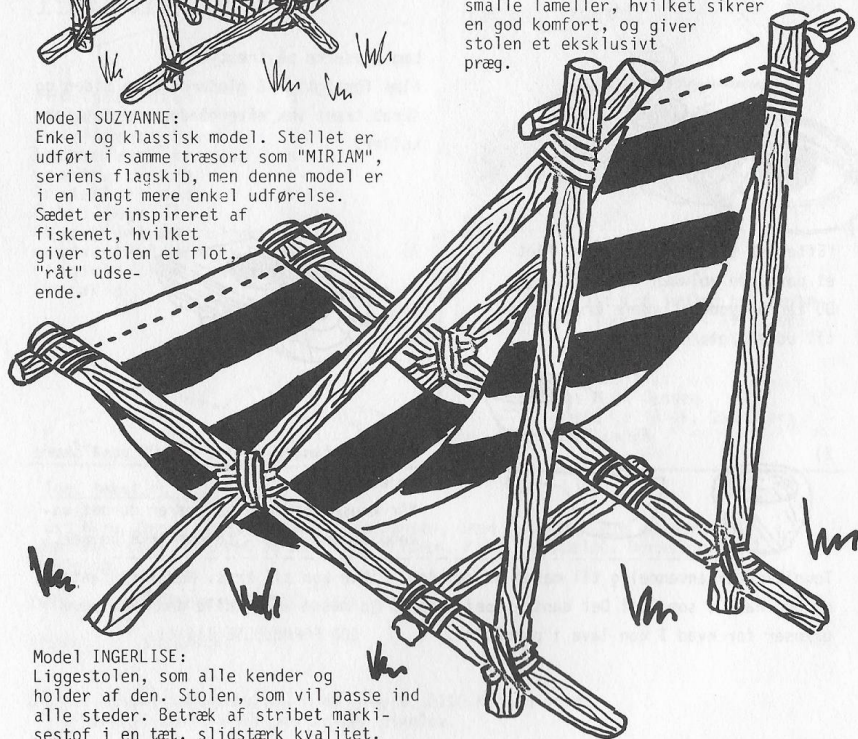 smalle lameller, hvilket sikrer
en god komfort, og giver
stolen et eksklusivt
præg.
Model SUZYANNE:
Enkel og klassisk model. Stellet er
udført i samme træsort som "MIRIAM",
seriens flagskib, men denne model er
i en langt mere enkel udførelse.
Sædet er inspireret af
fiskenet, hvilket
giver stolen et flot,
"råt" udse-
ende.
Model INGERLISE:
Liggestolen, som alle kender og
holder af den. Stolen, som vil passe ind
alle steder. Betræk af stribet marki-
sestof i en tæt, slidstærk kvalitet.